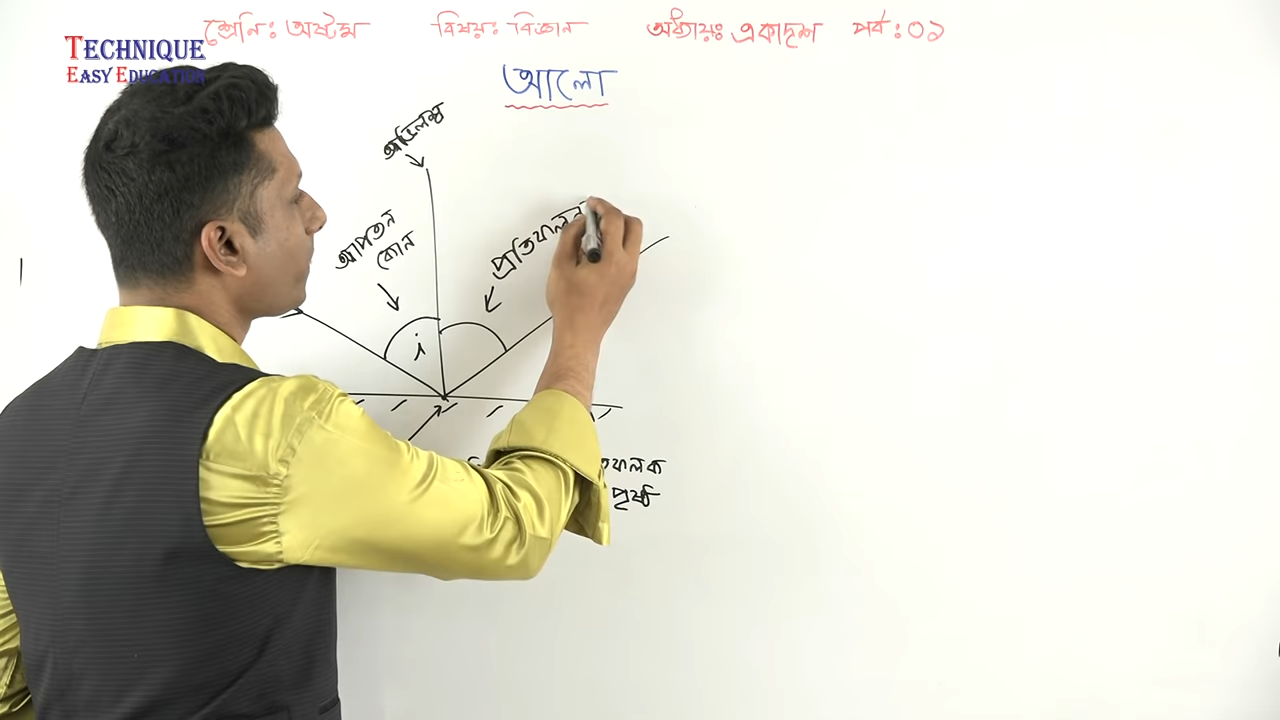 TECHNIQUE
EASY EDUCATION
শ্রেনি: অষ্টম বিষয়: বিজ্ঞান অধ্যায়ঃ একাদশ পর্ব: ০১
আলো
অভিলম্ব
আপতন
কোন
প্রতিফলন
i
তিফলক
পৃষ্ঠ